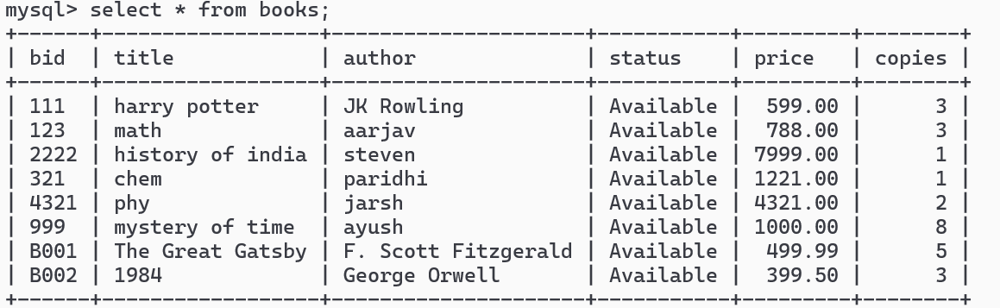 mysql> select * from books;
+------+------------------+---------------------+-----------+---------+--------+
| bid  | title            | author              | status    | price   | copies |
+------+------------------+---------------------+-----------+---------+--------+
| 111  | harry potter     | JK Rowling          | Available |  599.00 |      3 |
| 123  | math             | aarjav              | Available |  788.00 |      3 |
| 2222 | history of india | steven              | Available | 7999.00 |      1 |
| 321  | chem             | paridhi             | Available | 1221.00 |      1 |
| 4321 | phy              | jarsh               | Available | 4321.00 |      2 |
| 999  | mystery of time  | ayush               | Available | 1000.00 |      8 |
| B001 | The Great Gatsby | F. Scott Fitzgerald | Available |  499.99 |      5 |
| B002 | 1984             | George Orwell       | Available |  399.50 |      3 |
+------+------------------+---------------------+-----------+---------+--------+